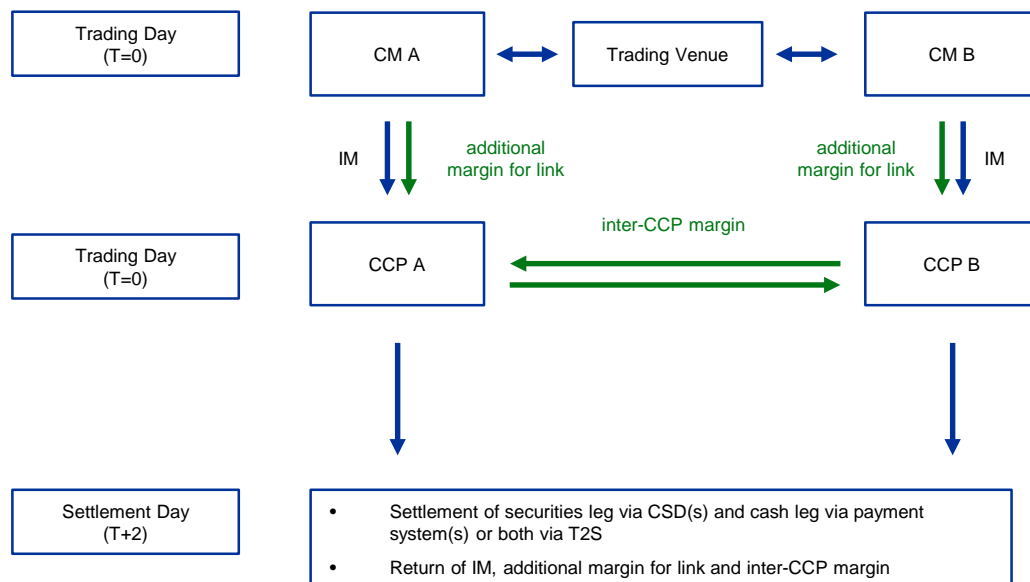 Trading Day
(T=0)
CM A
Trading Venue
CM B
IM
additional
margin for link
additional
margin for link
IM
inter-CCP margin
Trading Day
(T=0)
CCP A
CCP B
Settlement Day
(T+2)
• Settlement of securities leg via CSD(s) and cash leg via payment
system(s) or both via T2S
• Return of IM, additional margin for link and inter-CCP margin